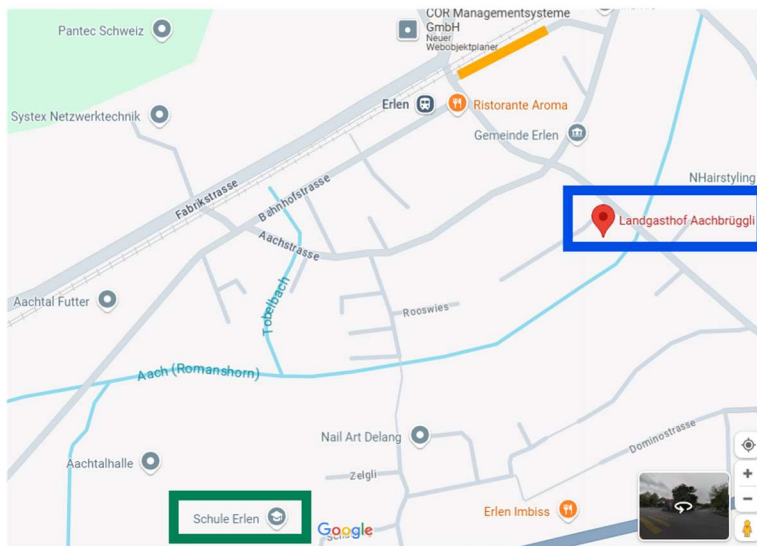 COR Managementsysteme
GmbH
Neuer
Webobjektplaner
Pantec Schweiz
Systex Netzwerktechnik
Erlen
Ristorante Aroma
Gemeinde Erlen
NHairstyling
Fabrikstrasse
Bahnhofstrasse
Landgasthof Aachbrüggli
Aachstrasse
Aachtal Futter
Tobelbach
Rooswies
Aach (Romanshorn)
Nail Art Delang
Dominostrasse
Aachtalhalle
Zelgli
Schule Erlen
Google
Erlen Imbiss